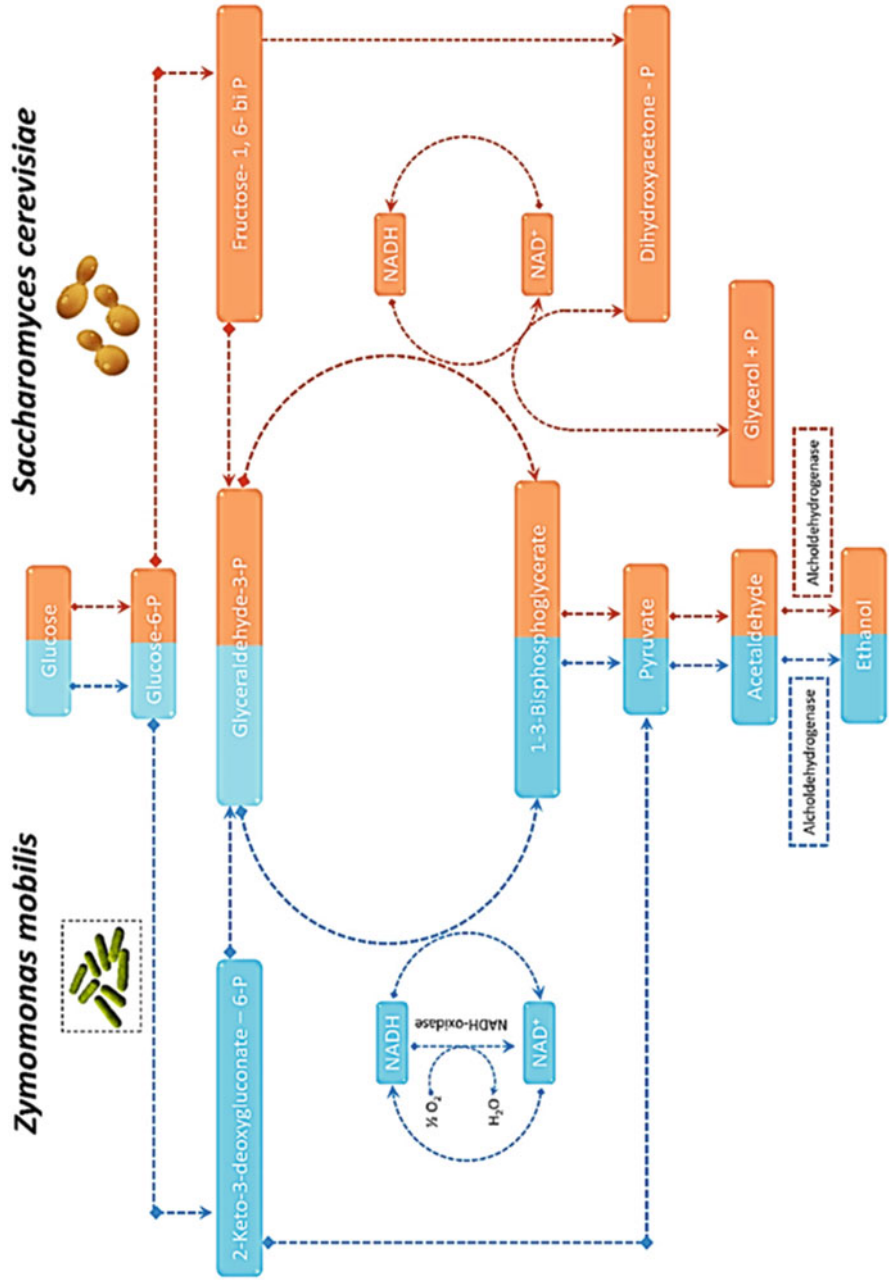 Zymomonas mobilis
Saccharomyces cerevisiae
Glucose
Glucose-6-P
2-Keto-3-deoxygluconate – 6-P
Glyceraldehyde-3-P
Fructose- 1, 6- bi P
NADH
NADH
NADH-oxidase
½ O₂
H₂O
NAD⁺
NAD⁺
1-3-Bisphosphoglycerate
Pyruvate
Dihydroxyacetone - P
Acetaldehyde
Glycerol + P
Alcholdehydrogenase
Alcholdehydrogenase
Ethanol